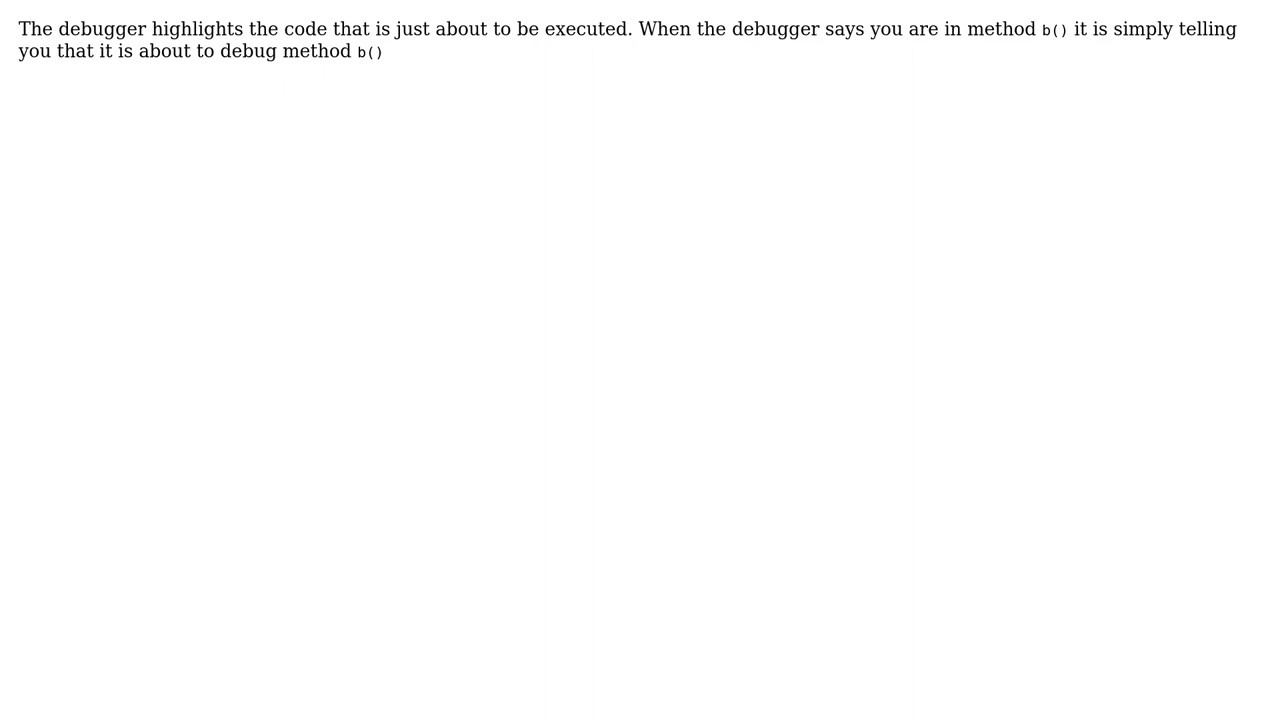 The debugger highlights the code that is just about to be executed. When the debugger says you are in method b() it is simply telling
you that it is about to debug method b()